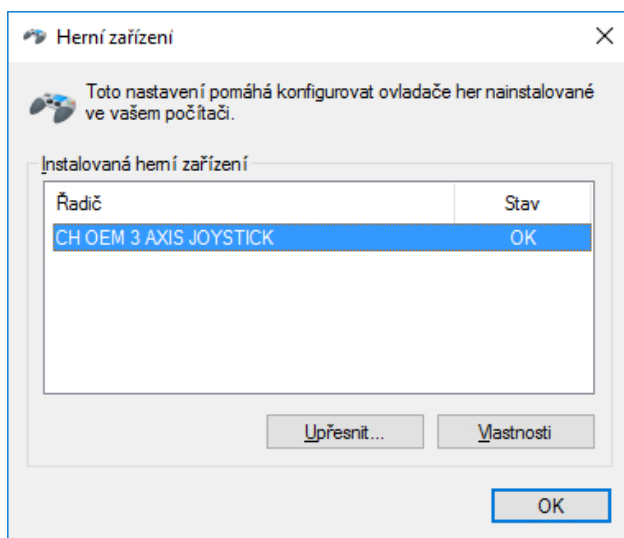 Herní zařízení
Toto nastavení pomáhá konfigurovat ovladače her nainstalované
ve vašem počítači.
Instalovaná herní zařízení
Řadič Stav
CH OEM 3 AXIS JOYSTICK OK
Upřesnit... Vlastnosti
OK